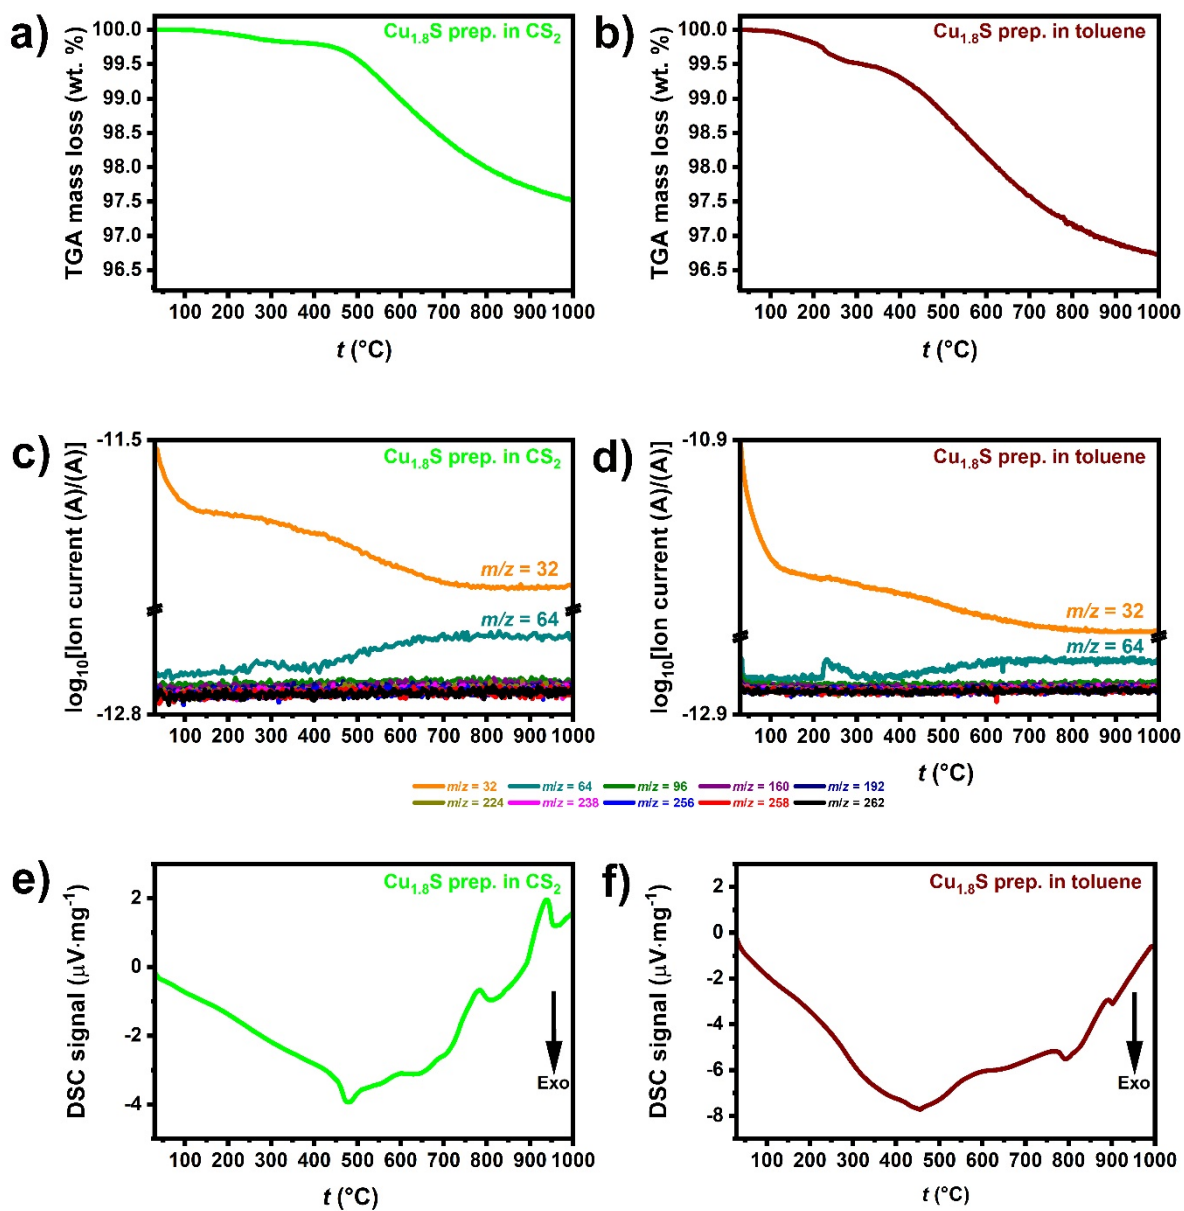 a)
Cu1.8S prep. in CS2
TGA mass loss (wt. %)
100.0
99.5
99.0
98.5
98.0
97.5
97.0
96.5
100 200 300 400 500 600 700 800 900 1000
t (°C)
b)
Cu1.8S prep. in toluene
TGA mass loss (wt. %)
100.0
99.5
99.0
98.5
98.0
97.5
97.0
96.5
100 200 300 400 500 600 700 800 900 1000
t (°C)
c)
Cu1.8S prep. in CS2
log10[Ion current (A)/(A)]
-11.5
-12.8
m/z = 32
m/z = 64
100 200 300 400 500 600 700 800 900 1000
d)
Cu1.8S prep. in toluene
log10[Ion current (A)/(A)]
-10.9
-12.9
m/z = 32
m/z = 64
100 200 300 400 500 600 700 800 900 1000
t (°C)
m/z = 32 m/z = 64 m/z = 96 m/z = 160 m/z = 192
m/z = 224 m/z = 238 m/z = 256 m/z = 258 m/z = 262
e)
Cu1.8S prep. in CS2
DSC signal (µV·mg-1)
2
0
-2
-4
Exo
100 200 300 400 500 600 700 800 900 1000
t (°C)
f)
Cu1.8S prep. in toluene
DSC signal (µV·mg-1)
2
0
-2
-4
-6
-8
Exo
100 200 300 400 500 600 700 800 900 1000
t (°C)